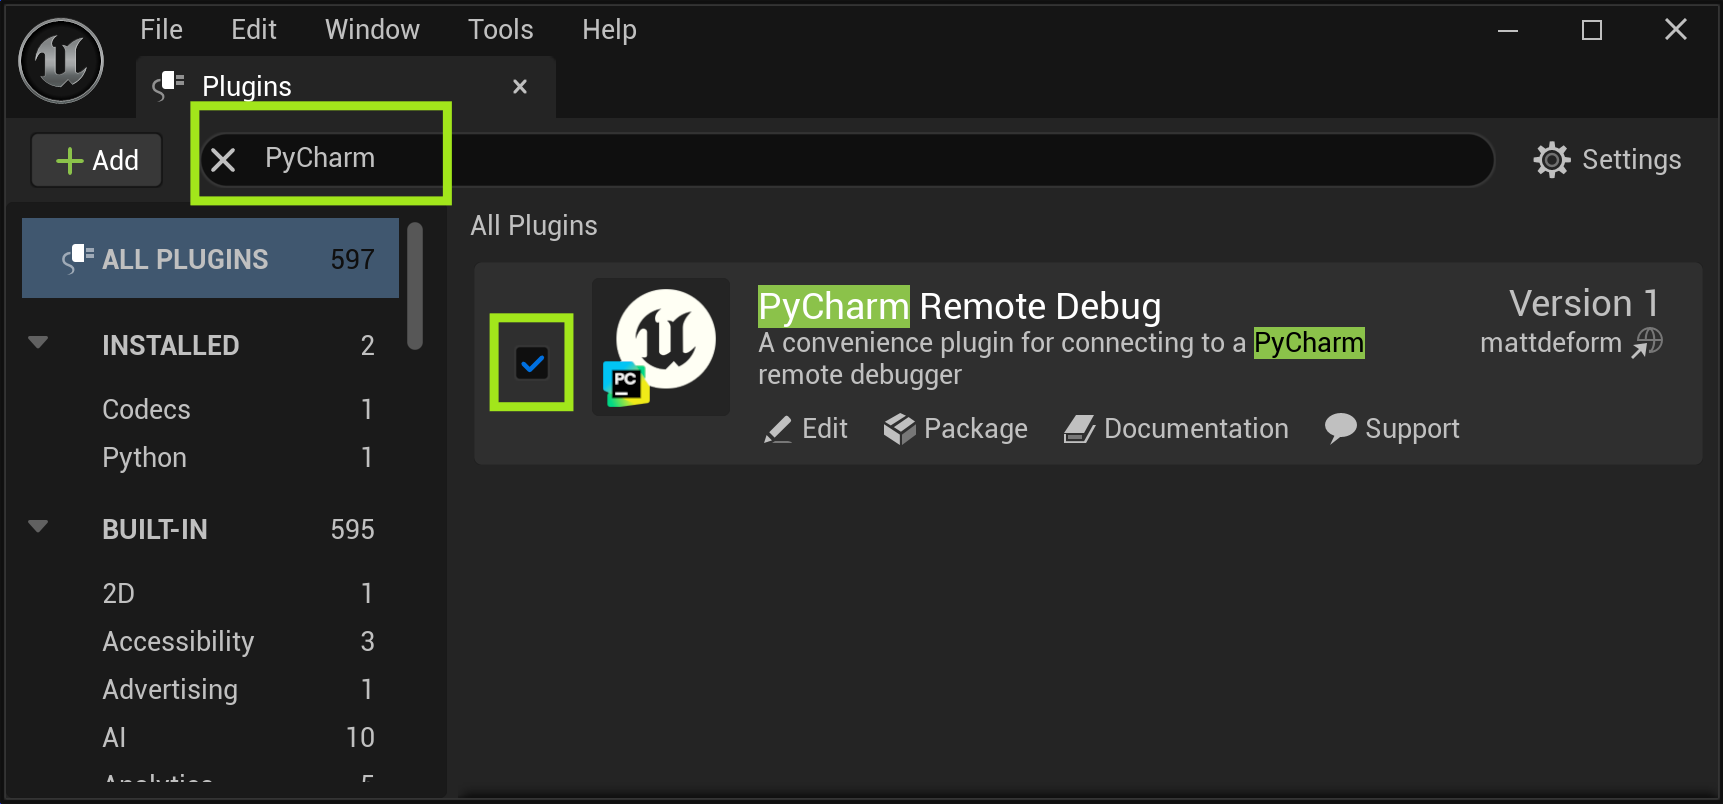 File Edit Window Tools Help
Plugins
Add PyCharm Settings
ALL PLUGINS 597
INSTALLED 2
Codecs 1
Python 1
BUILT-IN 595
2D 1
Accessibility 3
Advertising 1
AI 10
Analytics 5
All Plugins
PyCharm Remote Debug Version 1
A convenience plugin for connecting to a PyCharm mattdeform
remote debugger
PC
Edit Package Documentation Support